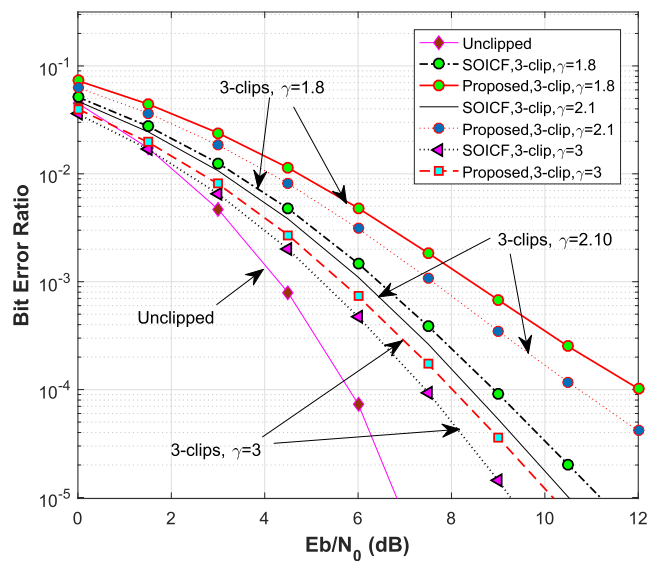 Unclipped
SOICF,3-clip,γ=1.8
Proposed,3-clip,γ=1.8
SOICF,3-clip,γ=2.1
Proposed,3-clip,γ=2.1
SOICF,3-clip,γ=3
Proposed,3-clip,γ=3
3-clips, γ=1.8
3-clips, γ=2.10
Unclipped
3-clips, γ=3
Bit Error Ratio
10⁻¹
10⁻²
10⁻³
10⁻⁴
10⁻⁵
0 2 4 6 8 10 12
Eb/N₀ (dB)